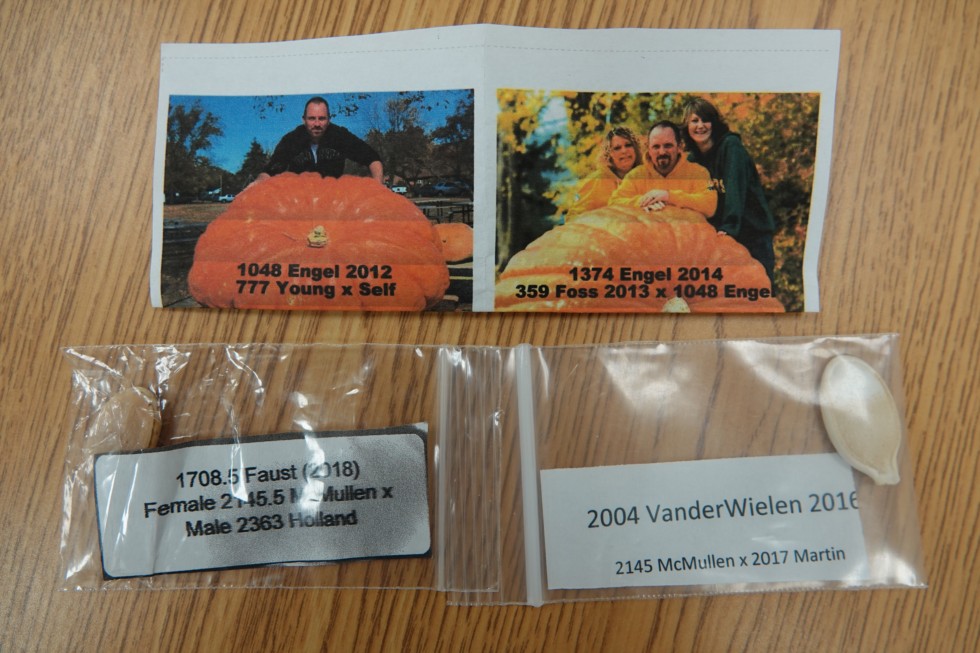 1048 Engel 2012
777 Young x Self
1374 Engel 2014
359 Foss 2013 x 1048 Engel
1708.5 Faust (2018)
Female 2145.5 McMullen x
Male 2363 Holland
2004 VanderWielen 2016
2145 McMullen x 2017 Martin